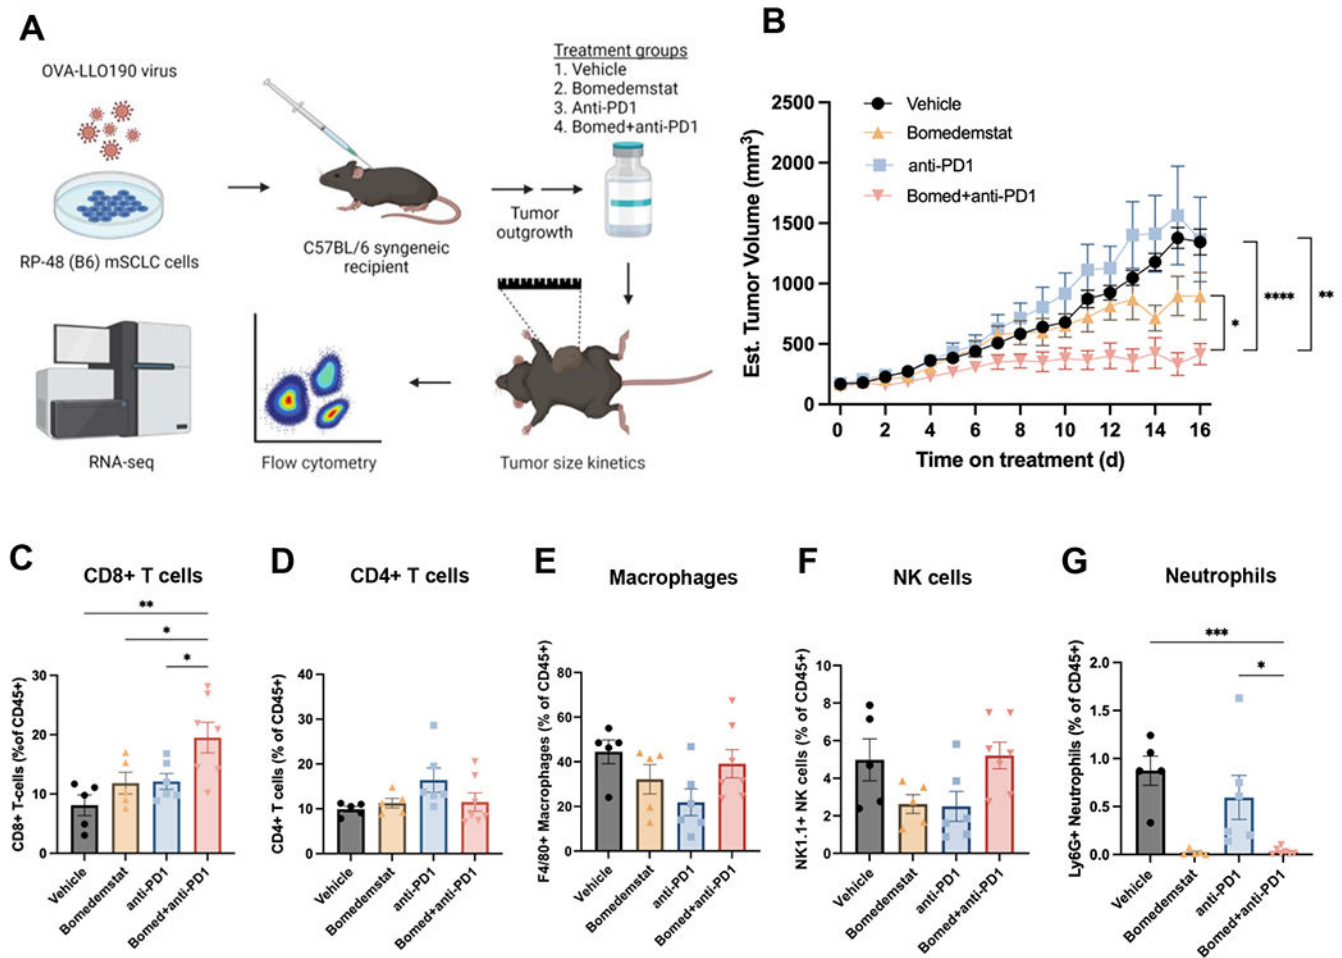 A
OVA-LLO190 virus
RP-48 (B6) mSCLC cells
C57BL/6 syngeneic
recipient
Tumor
outgrowth
Treatment groups
1. Vehicle
2. Bomedemstat
3. Anti-PD1
4. Bomed+anti-PD1
RNA-seq
Flow cytometry
Tumor size kinetics
B
Est. Tumor Volume (mm³)
2500
2000
1500
1000
500
0
Vehicle
Bomedemstat
anti-PD1
Bomed+anti-PD1
*
****
**
0 2 4 6 8 10 12 14 16
Time on treatment (d)
C
CD8+ T cells
**
*
*
CD8+ T-cells (%of CD45+)
30
20
10
0
Vehicle
Bomedemstat
anti-PD1
Bomed+anti-PD1
D
CD4+ T cells
CD4+ T cells (% of CD45+)
40
30
20
10
0
Vehicle
Bomedemstat
anti-PD1
Bomed+anti-PD1
E
Macrophages
F4/80+ Macrophages (% of CD45+)
80
60
40
20
0
Vehicle
Bomedemstat
anti-PD1
Bomed+anti-PD1
F
NK cells
NK1.1+ NK cells (% of CD45+)
10
8
6
4
2
0
Vehicle
Bomedemstat
anti-PD1
Bomed+anti-PD1
G
Neutrophils
***
*
Ly6G+ Neutrophils (% of CD45+)
2.0
1.5
1.0
0.5
0.0
Vehicle
Bomedemstat
anti-PD1
Bomed+anti-PD1